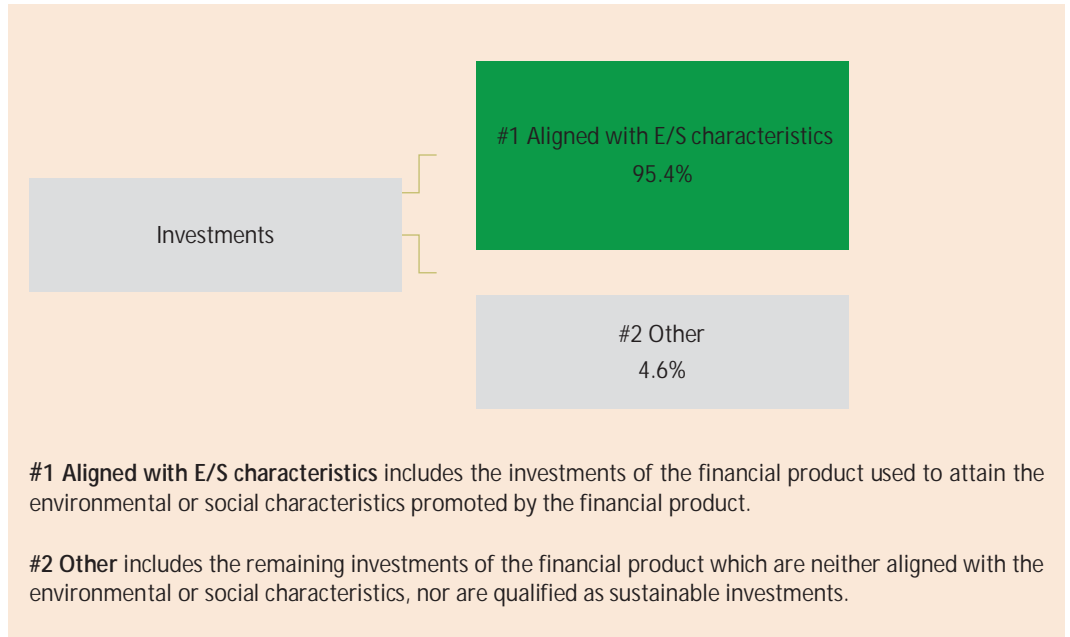 #1 Aligned with E/S characteristics
95.4%
Investments
#2 Other
4.6%
#1 Aligned with E/S characteristics includes the investments of the financial product used to attain the
environmental or social characteristics promoted by the financial product.
#2 Other includes the remaining investments of the financial product which are neither aligned with the
environmental or social characteristics, nor are qualified as sustainable investments.